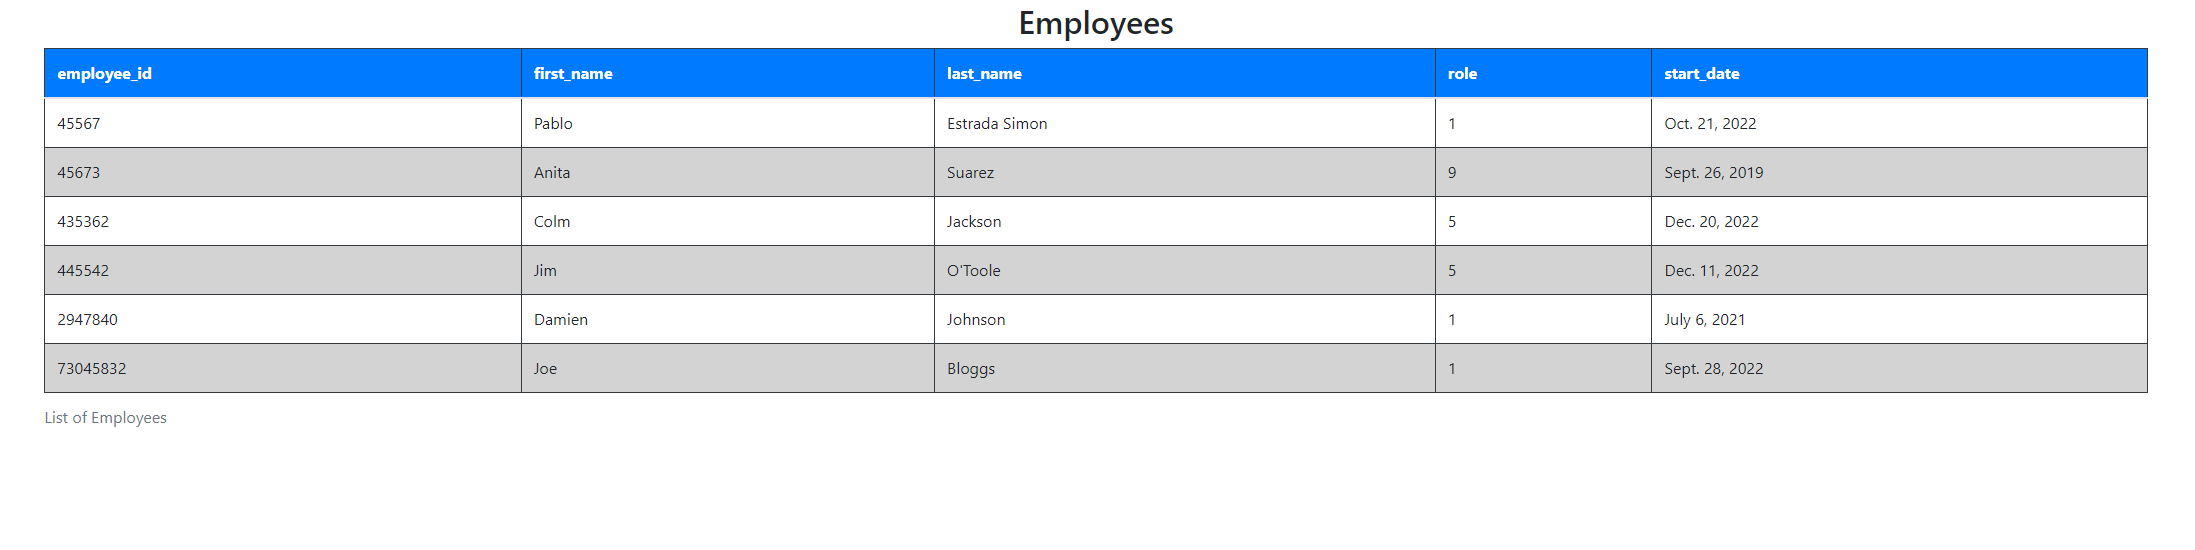 Employees
employee_id first_name last_name role start_date
45567 Pablo Estrada Simon 1 Oct. 21, 2022
45673 Anita Suarez 9 Sept. 26, 2019
435362 Colm Jackson 5 Dec. 20, 2022
445542 Jim O'Toole 5 Dec. 11, 2022
2947840 Damien Johnson 1 July 6, 2021
73045832 Joe Bloggs 1 Sept. 28, 2022
List of Employees